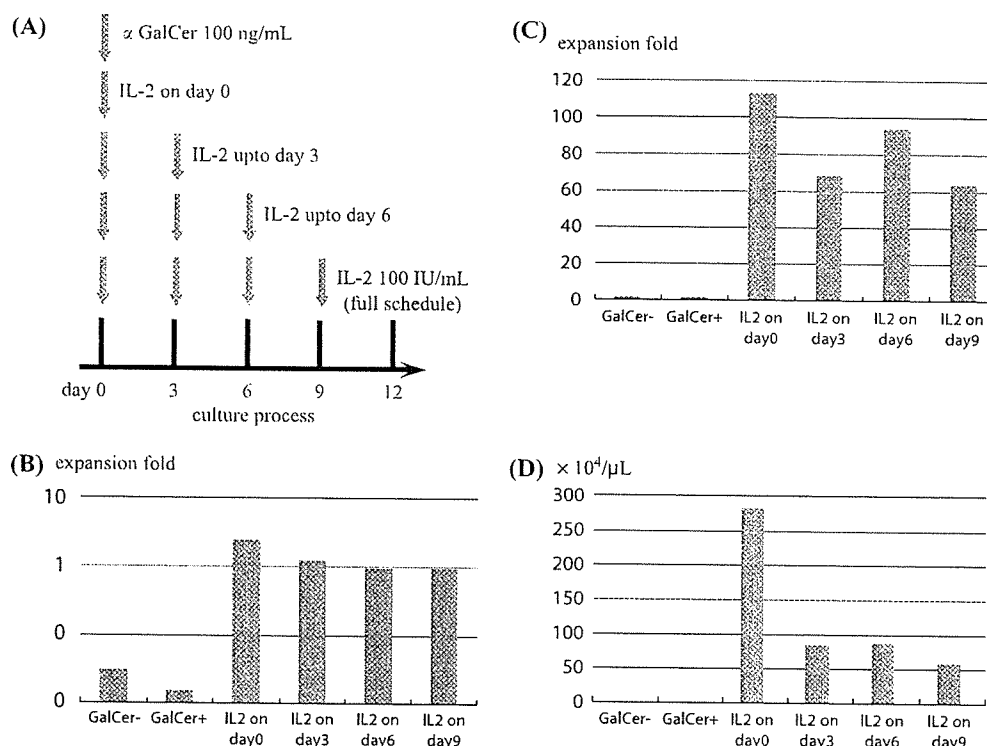 (A)
α GalCer 100 ng/mL
IL-2 on day 0
IL-2 upto day 3
IL-2 upto day 6
IL-2 100 IU/mL
(full schedule)
day 0 3 6 9 12
culture process
(B) expansion fold
10
1
0
0
GalCer- GalCer+ IL2 on day0 IL2 on day3 IL2 on day6 IL2 on day9
(C) expansion fold
120
100
80
60
40
20
0
GalCer- GalCer+ IL2 on day0 IL2 on day3 IL2 on day6 IL2 on day9
(D) × 10⁴/μL
300
250
200
150
100
50
0
GalCer- GalCer+ IL2 on day0 IL2 on day3 IL2 on day6 IL2 on day9